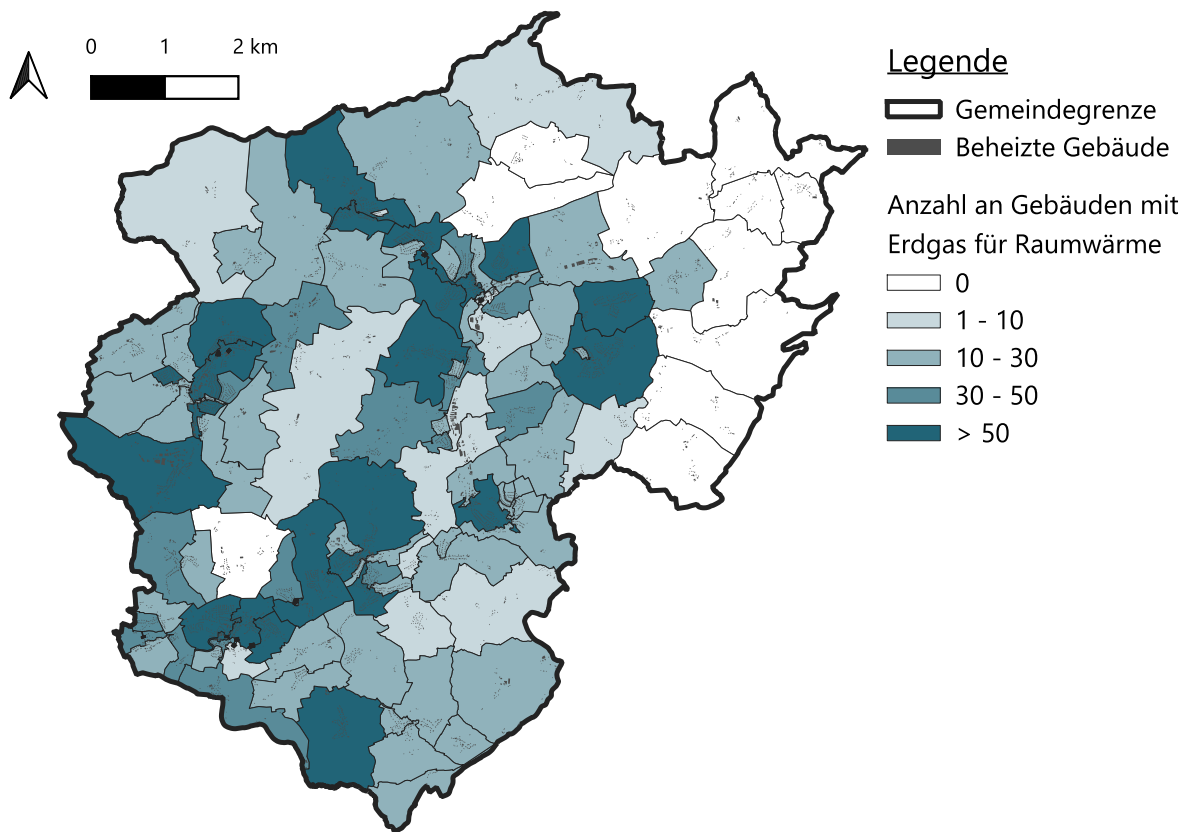 0 1 2 km
Legende
Gemeindegrenze
Beheizte Gebäude
Anzahl an Gebäuden mit
Erdgas für Raumwärme
0
1 - 10
10 - 30
30 - 50
> 50